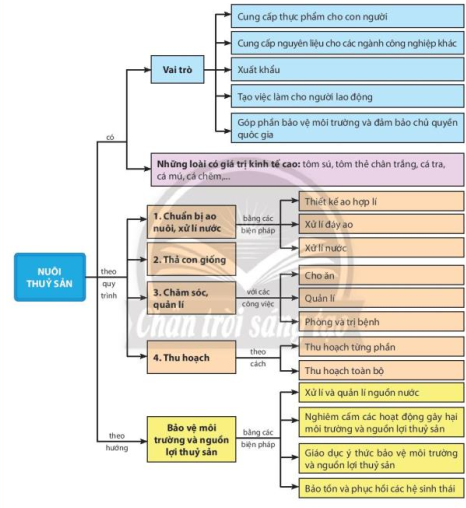 Cung cấp thực phẩm cho con người
Cung cấp nguyên liệu cho các ngành công nghiệp khác
Vai trò
Xuất khẩu
Tạo việc làm cho người lao động
Góp phần bảo vệ môi trường và đảm bảo chủ quyền
quốc gia
có
Những loài có giá trị kinh tế cao: tôm sú, tôm thẻ chân trắng, cá tra,
cá mú, cá chẽm,...
NUÔI
THUỶ SẢN
theo
quy
trình
1. Chuẩn bị ao
nuôi, xử lí nước
bằng các
biện pháp
Thiết kế ao hợp lí
Xử lí đáy ao
Xử lí nước
2. Thả con giống
3. Chăm sóc,
quản lí
với các
công việc
Cho ăn
Quản lí
Phòng và trị bệnh
Chân trời sáng tạo
4. Thu hoạch
theo
cách
Thu hoạch từng phần
Thu hoạch toàn bộ
theo
hướng
Bảo vệ môi
trường và nguồn
lợi thuỷ sản
bằng các
biện pháp
Xử lí và quản lí nguồn nước
Nghiêm cấm các hoạt động gây hại
môi trường và nguồn lợi thuỷ sản
Giáo dục ý thức bảo vệ môi trường
và nguồn lợi thuỷ sản
Bảo tồn và phục hồi các hệ sinh thái